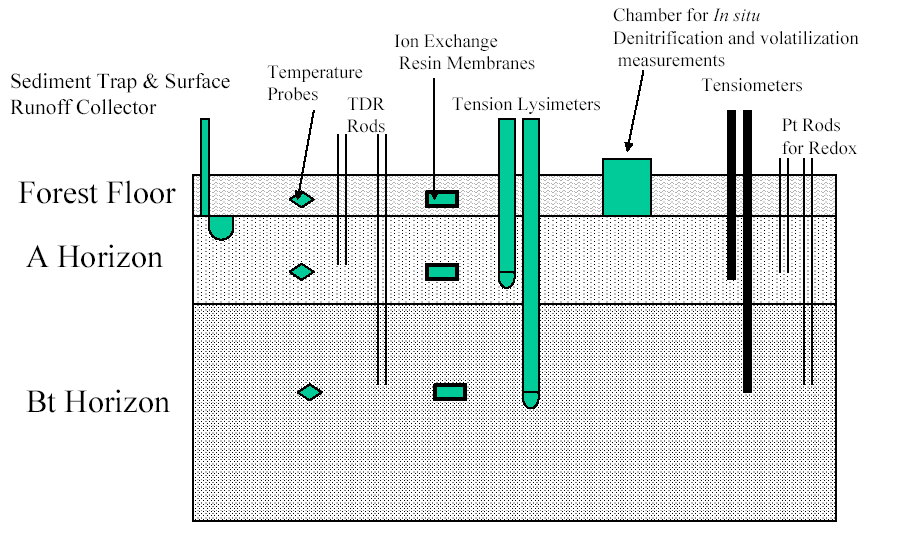 Chamber for In situ
Denitrification and volatilization
measurements
Ion Exchange
Resin Membranes
Temperature
Probes
Sediment Trap & Surface
Runoff Collector
TDR
Rods
Tension Lysimeters
Tensiometers
Pt Rods
for Redox
Forest Floor
A Horizon
Bt Horizon